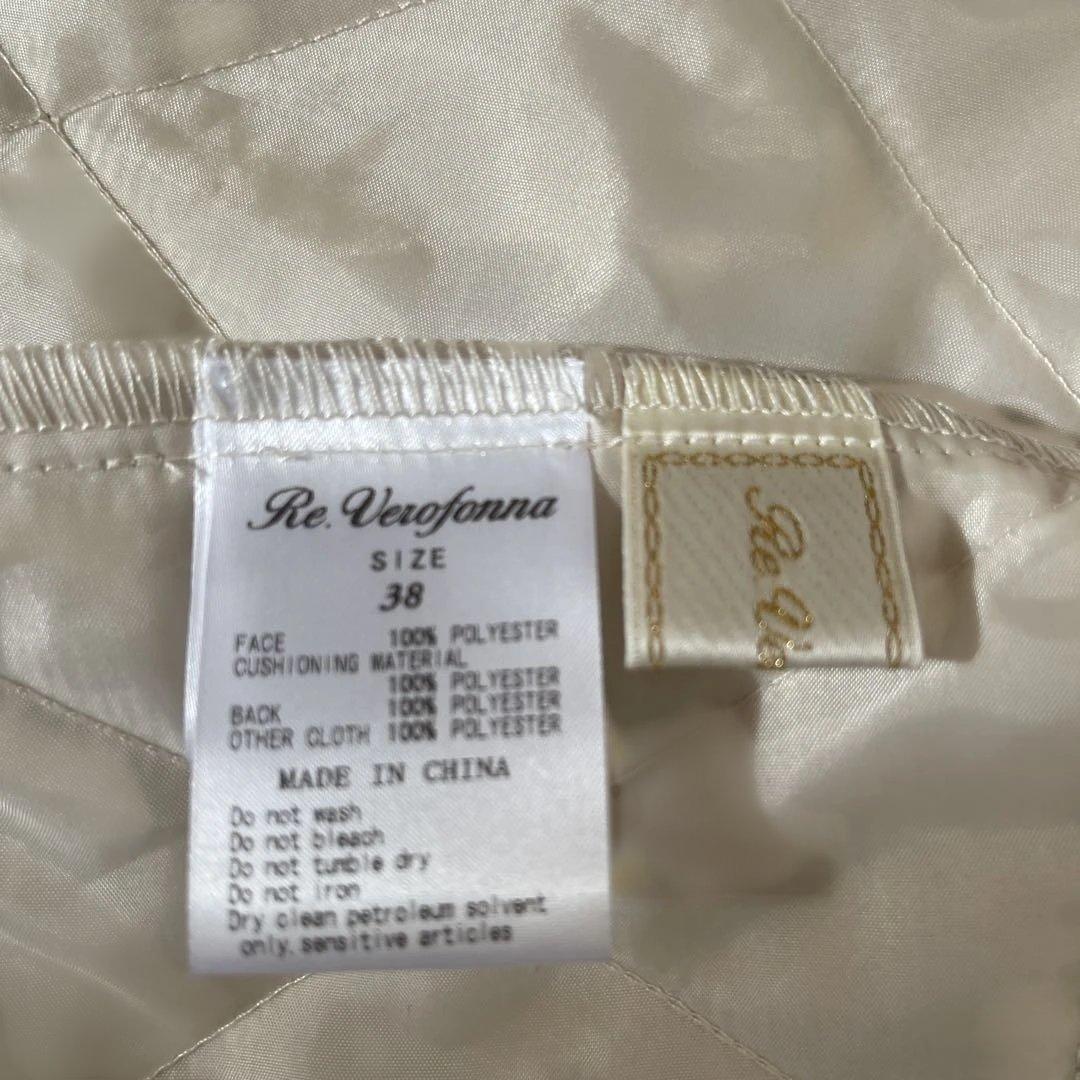 Re. Verofonna
SIZE
38
FACE 100% POLYESTER
CUSHIONING MATERIAL
100% POLYESTER
BACK 100% POLYESTER
OTHER CLOTH 100% POLYESTER
MADE IN CHINA
Do not wash
Do not bleach
Do not tumble dry
Do not iron
Dry clean petroleum solvent
only.sensitive articles
Re